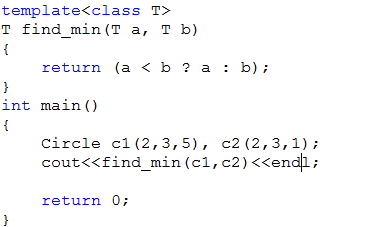 template<class T>
T find_min(T a, T b)
{
    return (a < b ? a : b);
}
int main()
{
    Circle c1(2,3,5), c2(2,3,1);
    cout<<find_min(c1,c2)<<endl;

    return 0;
}